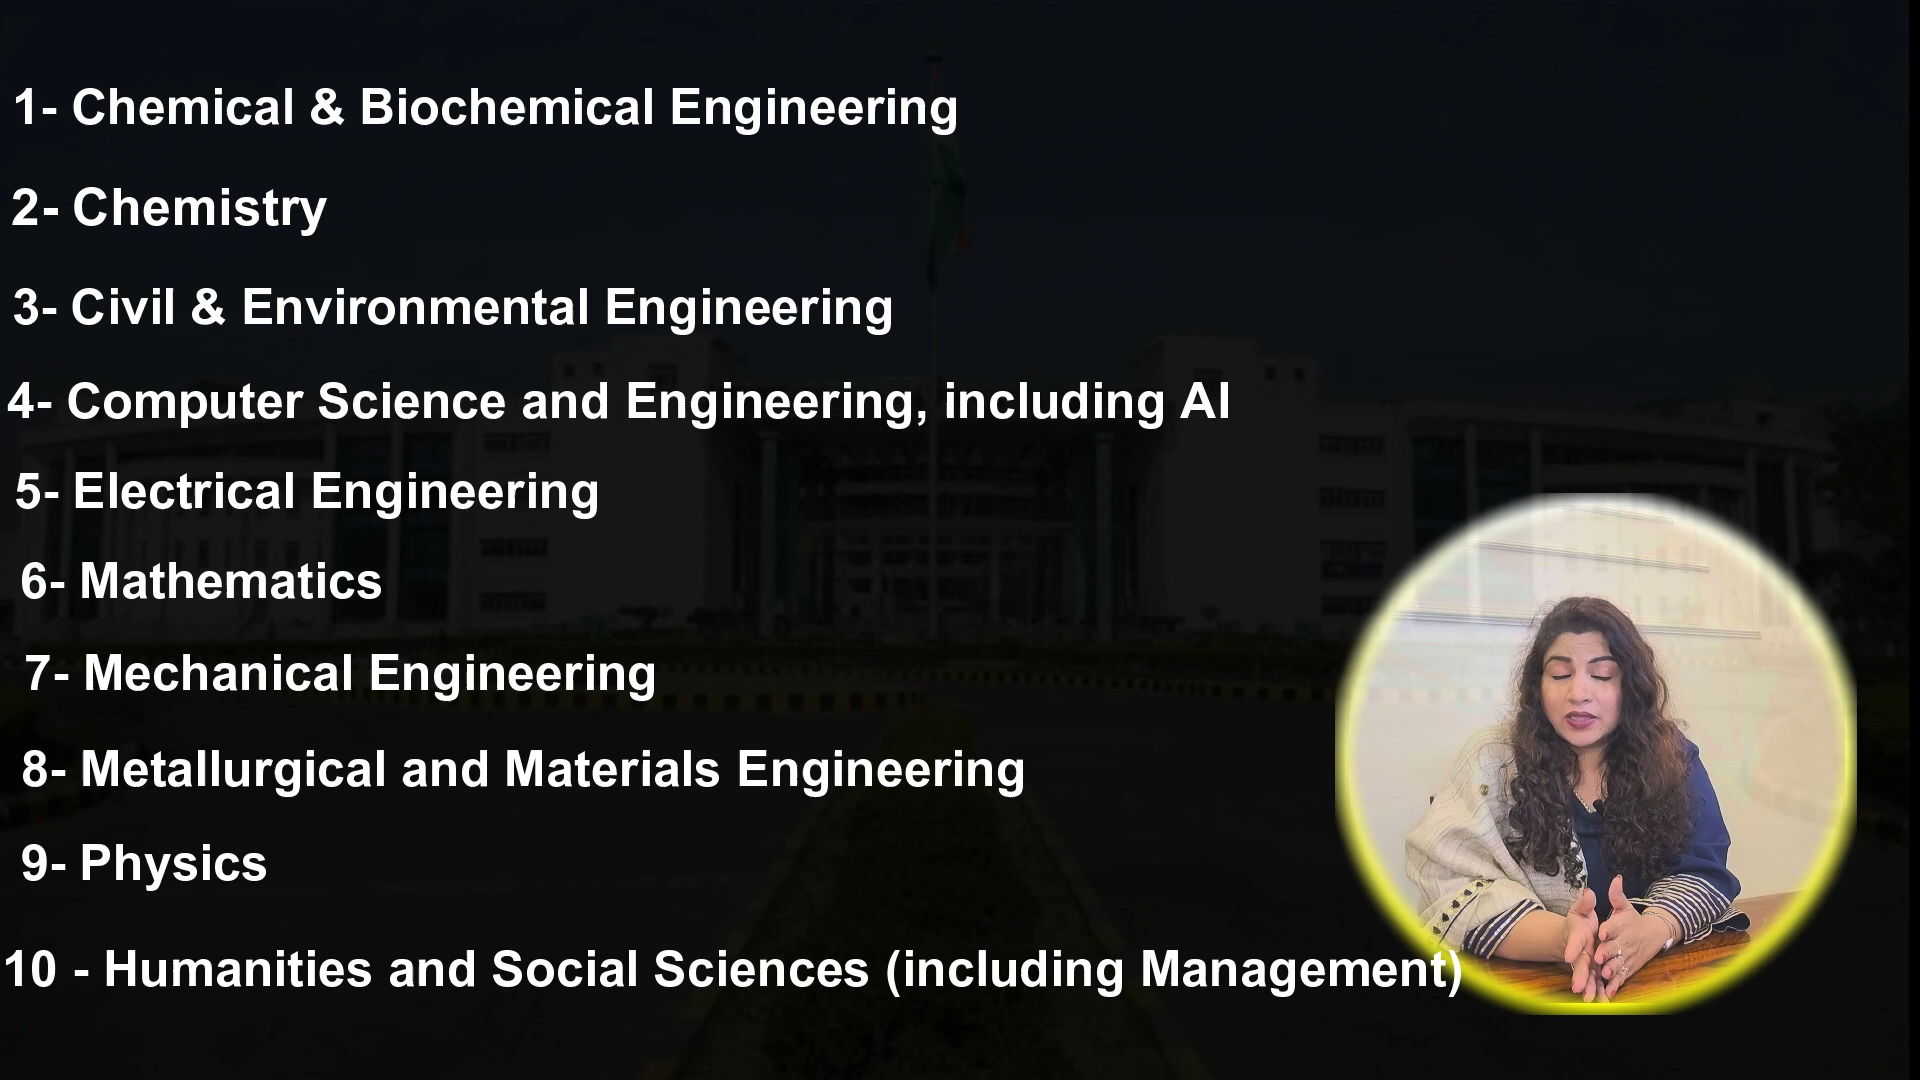 1- Chemical & Biochemical Engineering
2- Chemistry
3- Civil & Environmental Engineering
4- Computer Science and Engineering, including AI
5- Electrical Engineering
6- Mathematics
7- Mechanical Engineering
8- Metallurgical and Materials Engineering
9- Physics
10 - Humanities and Social Sciences (including Management)